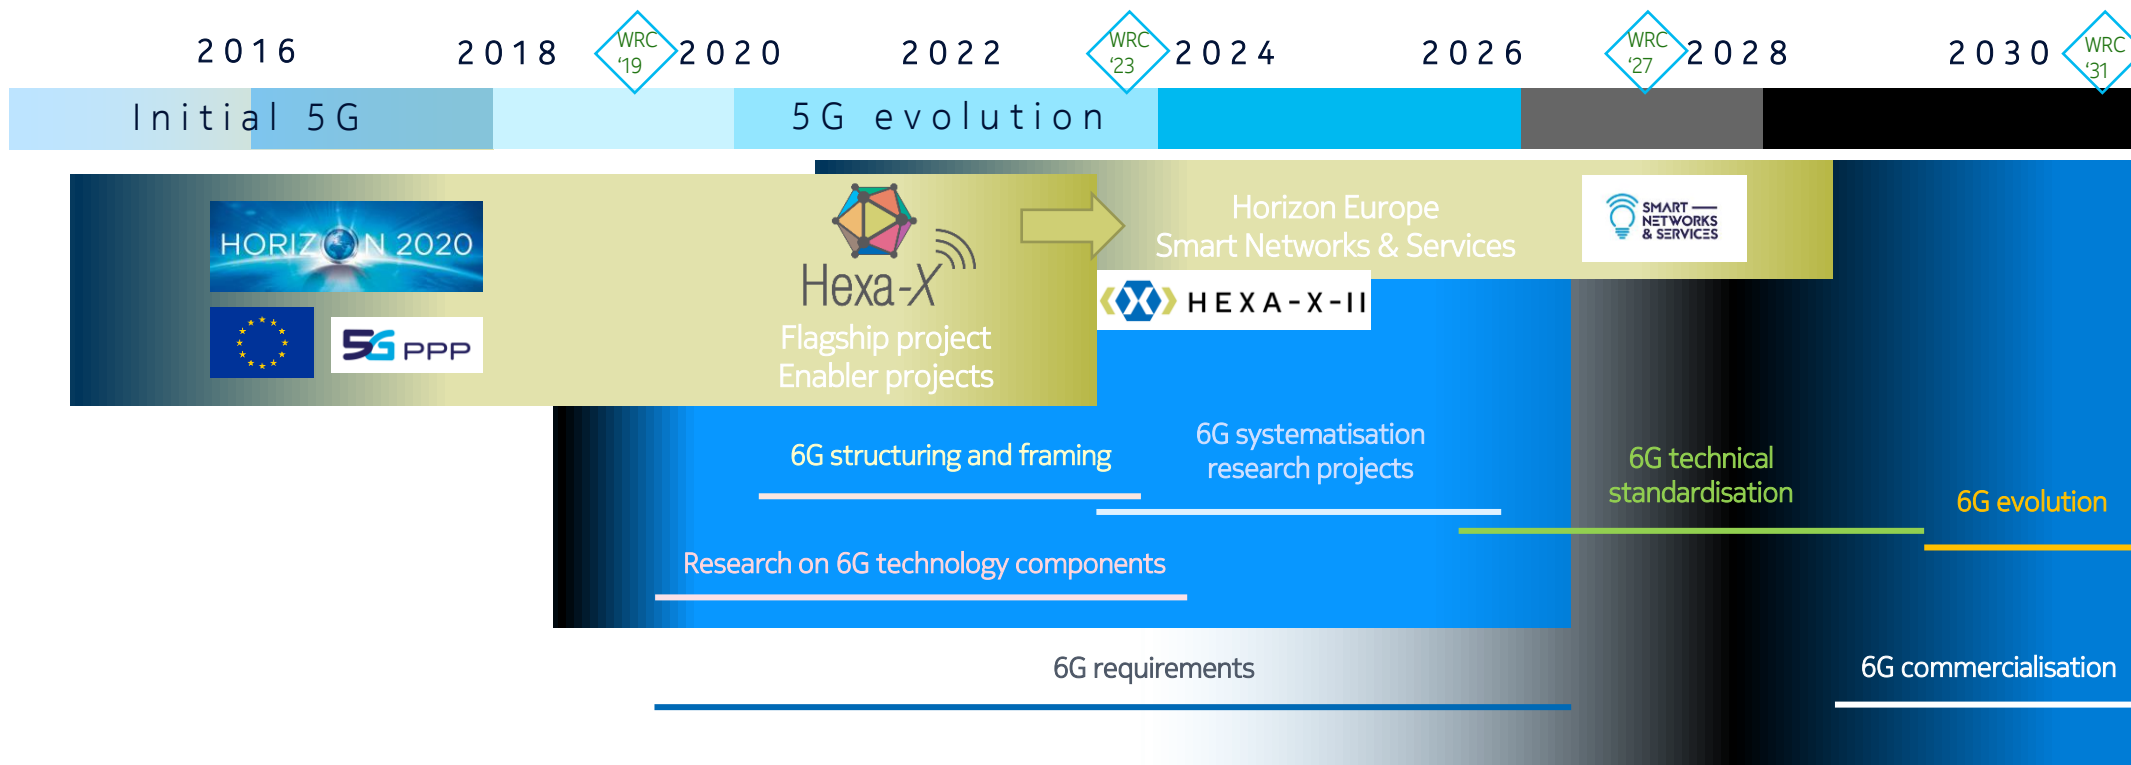 2016
2018
WRC
‘19
2020
2022
WRC
‘23
2024
2026
WRC
‘27
2028
2030
WRC
‘31
Initial 5G
5G evolution
HORIZON 2020
5G PPP
Hexa-X
Flagship project
Enabler projects
Horizon Europe
Smart Networks & Services
SMART
NETWORKS
& SERVICES
HEXA-X-II
6G structuring and framing
6G systematisation
research projects
6G technical
standardisation
6G evolution
Research on 6G technology components
6G requirements
6G commercialisation